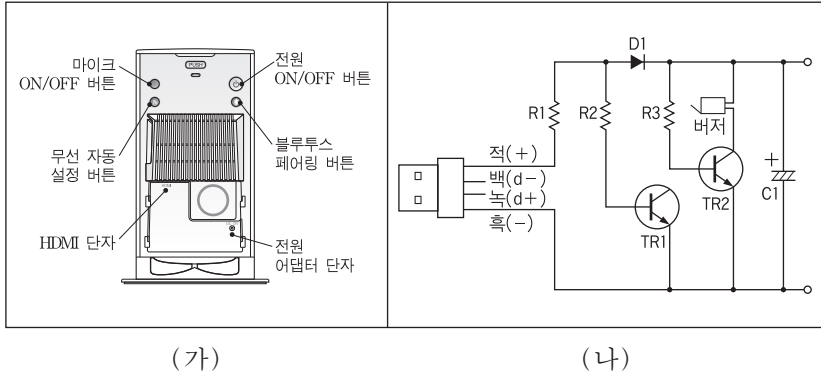 PUSH
마이크
ON/OFF 버튼
전원
ON/OFF 버튼
무선 자동
설정 버튼
블루투스
페어링 버튼
HDMI 단자
전원
어댑터 단자
D1
R1
R2
R3
버저
적(+)
백(d-)
녹(d+)
흑(-)
TR1
TR2
+
C1
(가)
(나)